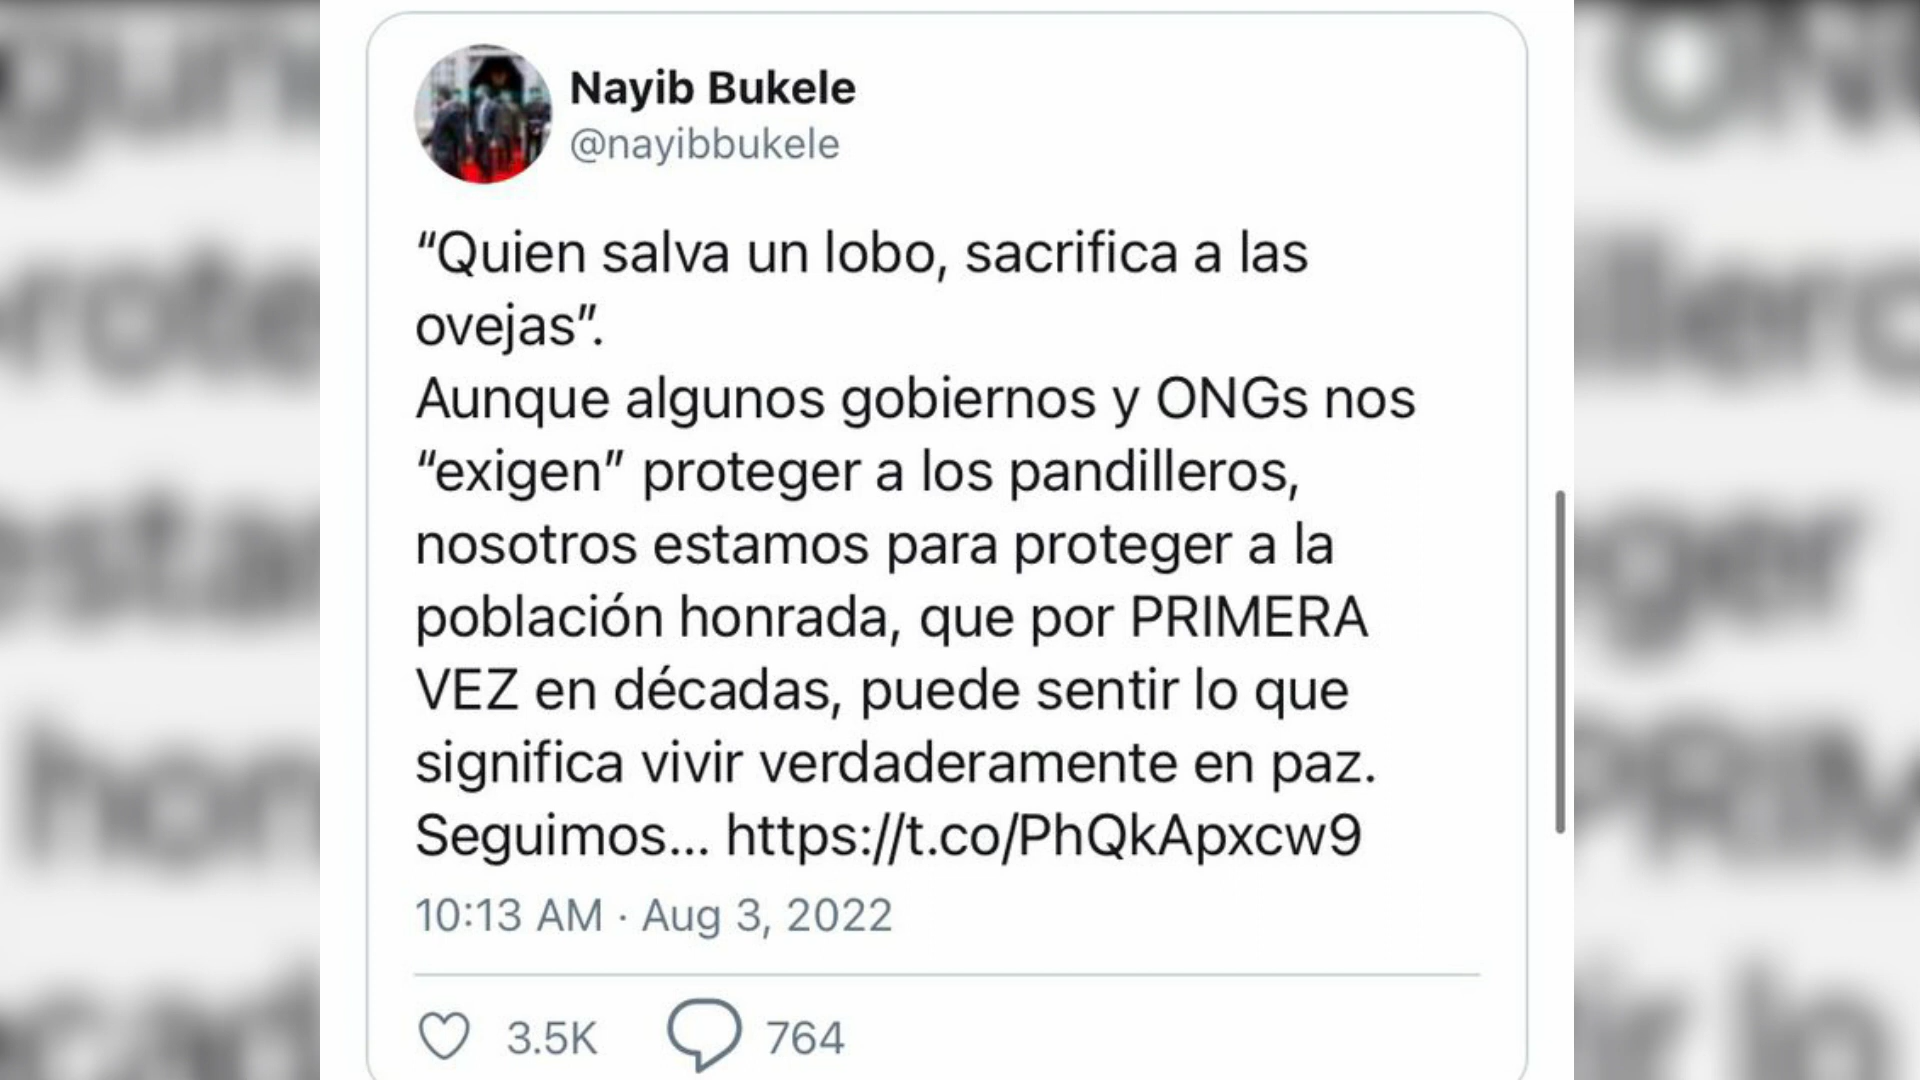 Nayib Bukele
@nayibbukele
“Quien salva un lobo, sacrifica a las
ovejas”.
Aunque algunos gobiernos y ONGs nos
“exigen” proteger a los pandilleros,
nosotros estamos para proteger a la
población honrada, que por PRIMERA
VEZ en décadas, puede sentir lo que
significa vivir verdaderamente en paz.
Seguimos... https://t.co/PhQkApxcw9
10:13 AM · Aug 3, 2022
3.5K 764